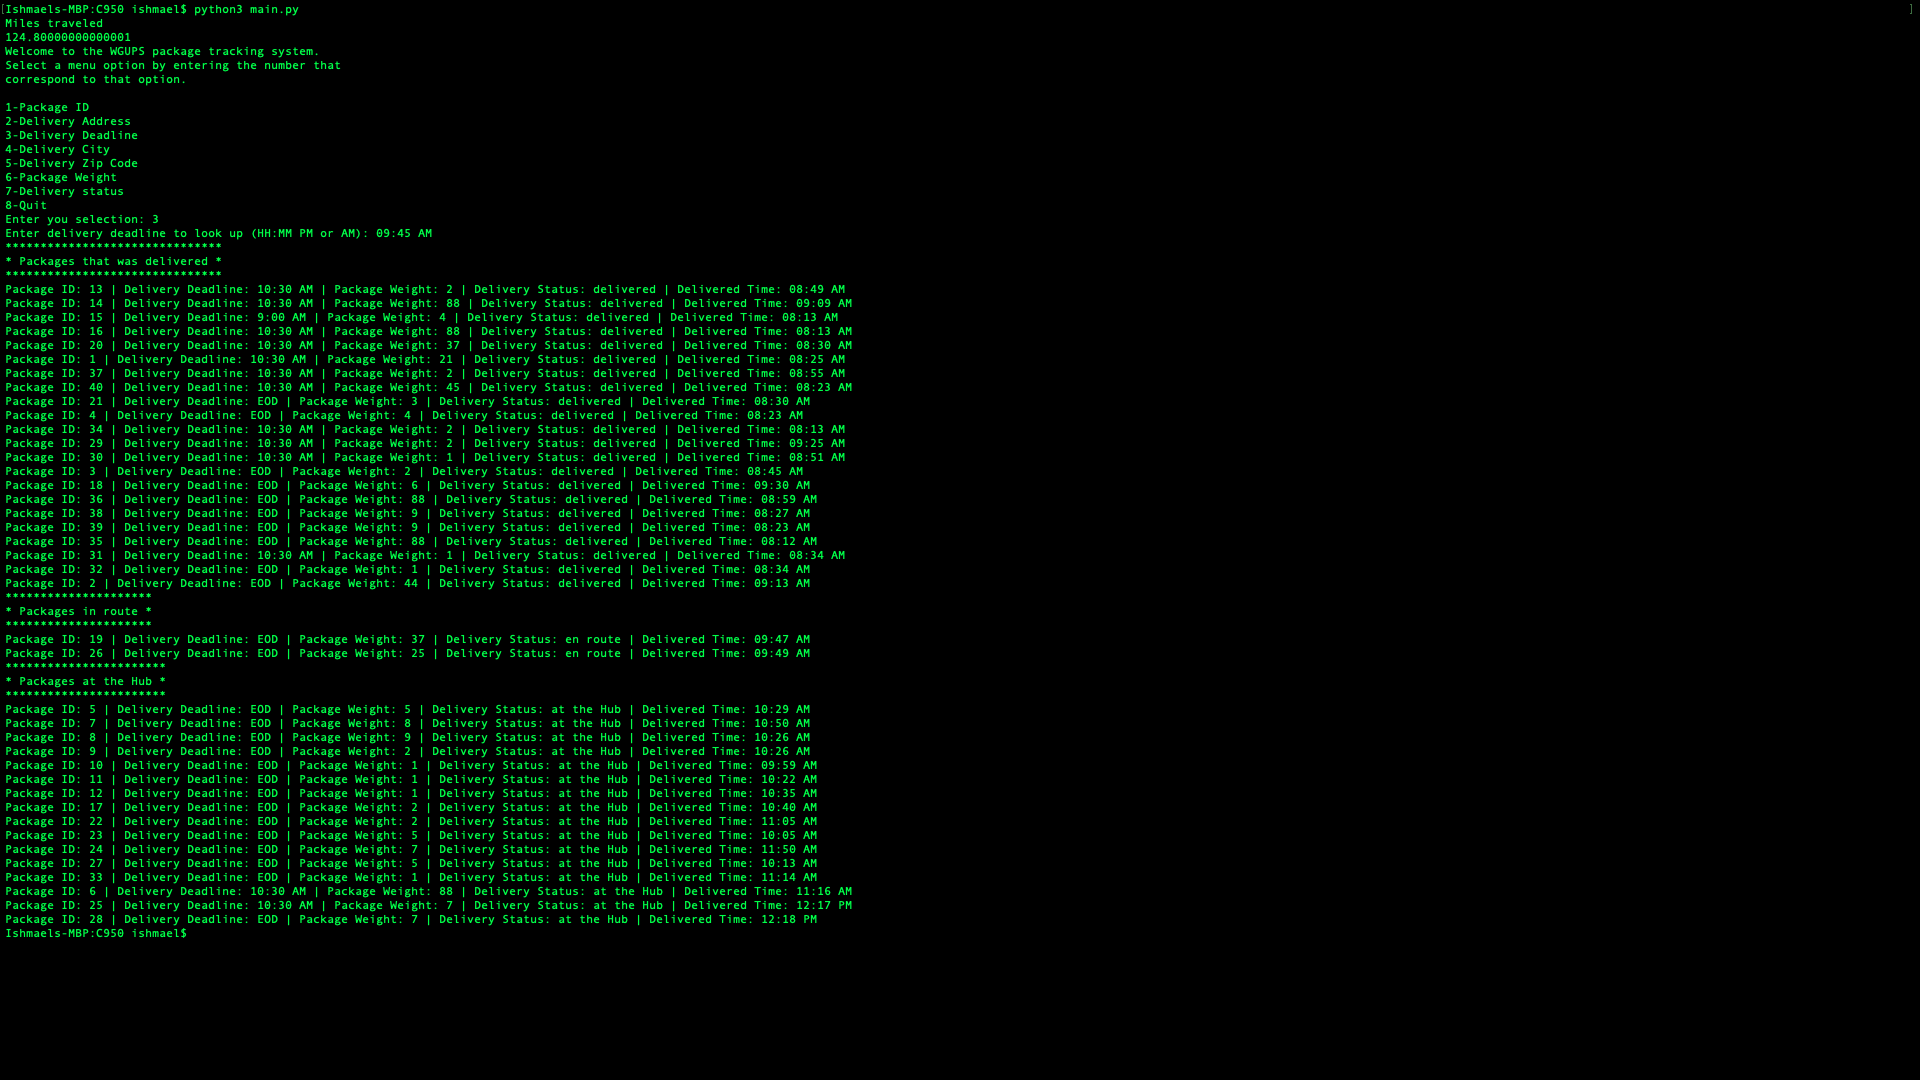 [Ishmaels-MBP:C950 ishmael$ python3 main.py ]
Miles traveled
124.80000000000001
Welcome to the WGUPS package tracking system.
Select a menu option by entering the number that
correspond to that option.
1-Package ID
2-Delivery Address
3-Delivery Deadline
4-Delivery City
5-Delivery Zip Code
6-Package Weight
7-Delivery status
8-Quit
Enter you selection: 3
Enter delivery deadline to look up (HH:MM PM or AM): 09:45 AM
*******************************
* Packages that was delivered *
*******************************
Package ID: 13 | Delivery Deadline: 10:30 AM | Package Weight: 2 | Delivery Status: delivered | Delivered Time: 08:49 AM
Package ID: 14 | Delivery Deadline: 10:30 AM | Package Weight: 88 | Delivery Status: delivered | Delivered Time: 09:09 AM
Package ID: 15 | Delivery Deadline: 9:00 AM | Package Weight: 4 | Delivery Status: delivered | Delivered Time: 08:13 AM
Package ID: 16 | Delivery Deadline: 10:30 AM | Package Weight: 88 | Delivery Status: delivered | Delivered Time: 08:13 AM
Package ID: 20 | Delivery Deadline: 10:30 AM | Package Weight: 37 | Delivery Status: delivered | Delivered Time: 08:30 AM
Package ID: 1 | Delivery Deadline: 10:30 AM | Package Weight: 21 | Delivery Status: delivered | Delivered Time: 08:25 AM
Package ID: 37 | Delivery Deadline: 10:30 AM | Package Weight: 2 | Delivery Status: delivered | Delivered Time: 08:55 AM
Package ID: 40 | Delivery Deadline: 10:30 AM | Package Weight: 45 | Delivery Status: delivered | Delivered Time: 08:23 AM
Package ID: 21 | Delivery Deadline: EOD | Package Weight: 3 | Delivery Status: delivered | Delivered Time: 08:30 AM
Package ID: 4 | Delivery Deadline: EOD | Package Weight: 4 | Delivery Status: delivered | Delivered Time: 08:23 AM
Package ID: 34 | Delivery Deadline: 10:30 AM | Package Weight: 2 | Delivery Status: delivered | Delivered Time: 08:13 AM
Package ID: 29 | Delivery Deadline: 10:30 AM | Package Weight: 2 | Delivery Status: delivered | Delivered Time: 09:25 AM
Package ID: 30 | Delivery Deadline: 10:30 AM | Package Weight: 1 | Delivery Status: delivered | Delivered Time: 08:51 AM
Package ID: 3 | Delivery Deadline: EOD | Package Weight: 2 | Delivery Status: delivered | Delivered Time: 08:45 AM
Package ID: 18 | Delivery Deadline: EOD | Package Weight: 6 | Delivery Status: delivered | Delivered Time: 09:30 AM
Package ID: 36 | Delivery Deadline: EOD | Package Weight: 88 | Delivery Status: delivered | Delivered Time: 08:59 AM
Package ID: 38 | Delivery Deadline: EOD | Package Weight: 9 | Delivery Status: delivered | Delivered Time: 08:27 AM
Package ID: 39 | Delivery Deadline: EOD | Package Weight: 9 | Delivery Status: delivered | Delivered Time: 08:23 AM
Package ID: 35 | Delivery Deadline: EOD | Package Weight: 88 | Delivery Status: delivered | Delivered Time: 08:12 AM
Package ID: 31 | Delivery Deadline: 10:30 AM | Package Weight: 1 | Delivery Status: delivered | Delivered Time: 08:34 AM
Package ID: 32 | Delivery Deadline: EOD | Package Weight: 1 | Delivery Status: delivered | Delivered Time: 08:34 AM
Package ID: 2 | Delivery Deadline: EOD | Package Weight: 44 | Delivery Status: delivered | Delivered Time: 09:13 AM
*********************
* Packages in route *
*********************
Package ID: 19 | Delivery Deadline: EOD | Package Weight: 37 | Delivery Status: en route | Delivered Time: 09:47 AM
Package ID: 26 | Delivery Deadline: EOD | Package Weight: 25 | Delivery Status: en route | Delivered Time: 09:49 AM
***********************
* Packages at the Hub *
***********************
Package ID: 5 | Delivery Deadline: EOD | Package Weight: 5 | Delivery Status: at the Hub | Delivered Time: 10:29 AM
Package ID: 7 | Delivery Deadline: EOD | Package Weight: 8 | Delivery Status: at the Hub | Delivered Time: 10:50 AM
Package ID: 8 | Delivery Deadline: EOD | Package Weight: 9 | Delivery Status: at the Hub | Delivered Time: 10:26 AM
Package ID: 9 | Delivery Deadline: EOD | Package Weight: 2 | Delivery Status: at the Hub | Delivered Time: 10:26 AM
Package ID: 10 | Delivery Deadline: EOD | Package Weight: 1 | Delivery Status: at the Hub | Delivered Time: 09:59 AM
Package ID: 11 | Delivery Deadline: EOD | Package Weight: 1 | Delivery Status: at the Hub | Delivered Time: 10:22 AM
Package ID: 12 | Delivery Deadline: EOD | Package Weight: 1 | Delivery Status: at the Hub | Delivered Time: 10:35 AM
Package ID: 17 | Delivery Deadline: EOD | Package Weight: 2 | Delivery Status: at the Hub | Delivered Time: 10:40 AM
Package ID: 22 | Delivery Deadline: EOD | Package Weight: 2 | Delivery Status: at the Hub | Delivered Time: 11:05 AM
Package ID: 23 | Delivery Deadline: EOD | Package Weight: 5 | Delivery Status: at the Hub | Delivered Time: 10:05 AM
Package ID: 24 | Delivery Deadline: EOD | Package Weight: 7 | Delivery Status: at the Hub | Delivered Time: 11:50 AM
Package ID: 27 | Delivery Deadline: EOD | Package Weight: 5 | Delivery Status: at the Hub | Delivered Time: 10:13 AM
Package ID: 33 | Delivery Deadline: EOD | Package Weight: 1 | Delivery Status: at the Hub | Delivered Time: 11:14 AM
Package ID: 6 | Delivery Deadline: 10:30 AM | Package Weight: 88 | Delivery Status: at the Hub | Delivered Time: 11:16 AM
Package ID: 25 | Delivery Deadline: 10:30 AM | Package Weight: 7 | Delivery Status: at the Hub | Delivered Time: 12:17 PM
Package ID: 28 | Delivery Deadline: EOD | Package Weight: 7 | Delivery Status: at the Hub | Delivered Time: 12:18 PM
Ishmaels-MBP:C950 ishmael$